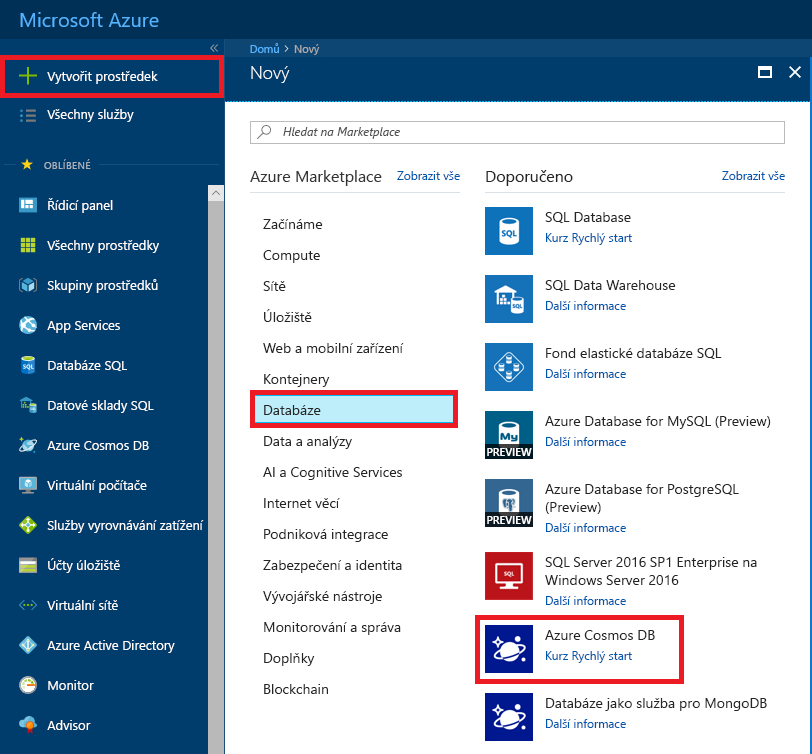 Microsoft Azure
«
Vytvořit prostředek
Všechny služby
OBLÍBENÉ
Řídicí panel
Všechny prostředky
Skupiny prostředků
App Services
Databáze SQL
Datové sklady SQL
Azure Cosmos DB
Virtuální počítače
Služby vyrovnávání zatížení
Účty úložiště
Virtuální sítě
Azure Active Directory
Monitor
Advisor
Domů > Nový
Nový
Hledat na Marketplace
Azure Marketplace Zobrazit vše
Začínáme
Compute
Sítě
Úložiště
Web a mobilní zařízení
Kontejnery
Databáze
Data a analýzy
AI a Cognitive Services
Internet věcí
Podniková integrace
Zabezpečení a identita
Vývojářské nástroje
Monitorování a správa
Doplňky
Blockchain
Doporučeno Zobrazit vše
SQL
SQL Database
Kurz Rychlý start
SQL Data Warehouse
Další informace
Fond elastické databáze SQL
Další informace
My
PREVIEW
Azure Database for MySQL (Preview)
Další informace
PREVIEW
Azure Database for PostgreSQL
(Preview)
Další informace
SQL
SQL Server 2016 SP1 Enterprise na
Windows Server 2016
Další informace
Azure Cosmos DB
Kurz Rychlý start
Databáze jako služba pro MongoDB
Další informace